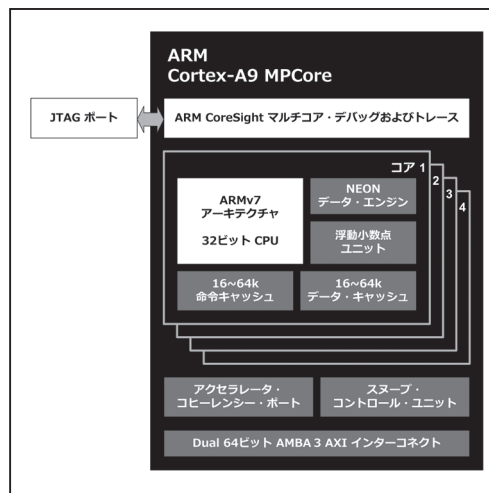 ARM
Cortex-A9 MPCore
JTAG ポート
ARM CoreSight マルチコア・デバッグおよびトレース
コア 1
2
3
4
ARMv7
アーキテクチャ
32ビット CPU
NEON
データ・エンジン
浮動小数点
ユニット
16~64k
命令キャッシュ
16~64k
データ・キャッシュ
アクセラレータ・
コヒーレンシー・ポート
スヌープ・
コントロール・ユニット
Dual 64ビット AMBA 3 AXI インターコネクト